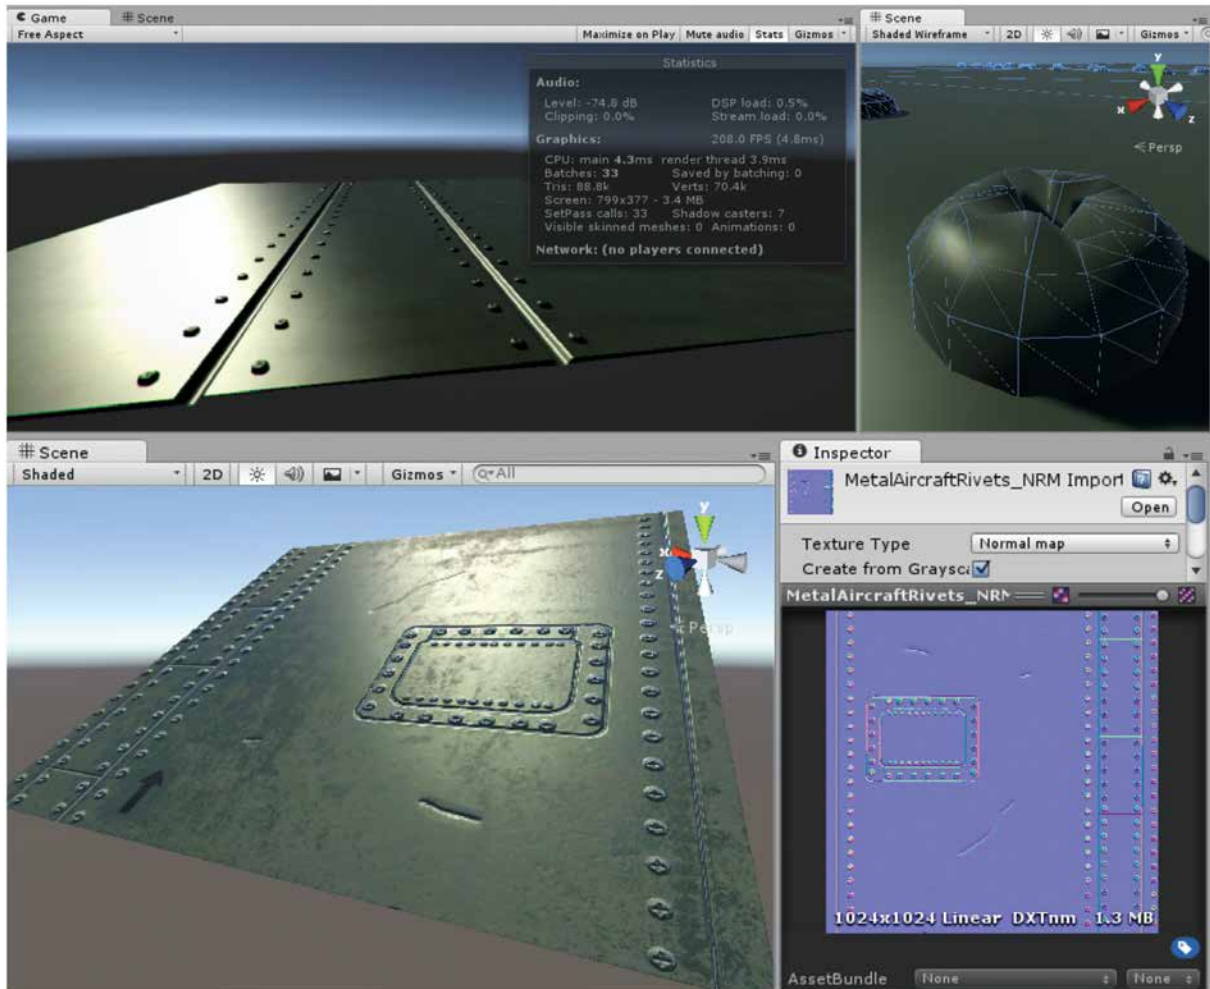 Game
Scene
Free Aspect
Maximize on Play
Mute audio
Stats
Gizmos
Statistics
Audio:
Level: -74.8 dB
DSP load: 0.5%
Clipping: 0.0%
Stream load: 0.0%
Graphics:
208.0 FPS (4.8ms)
CPU: main 4.3ms render thread 3.9ms
Batches: 33
Saved by batching: 0
Tris: 88.8k
Verts: 70.4k
Screen: 799x377 - 3.4 MB
SetPass calls: 33
Shadow casters: 7
Visible skinned meshes: 0 Animations: 0
Network: (no players connected)
Scene
Shaded Wireframe
2D
Gizmos
y
x
z
Persp
Scene
Shaded
2D
Gizmos
All
y
x
z
Persp
Inspector
MetalAircraftRivets_NRM Import
Open
Texture Type
Normal map
Create from Graysca
MetalAircraftRivets_NRM
1024x1024 Linear DXTnm 1.3 MB
AssetBundle
None
None